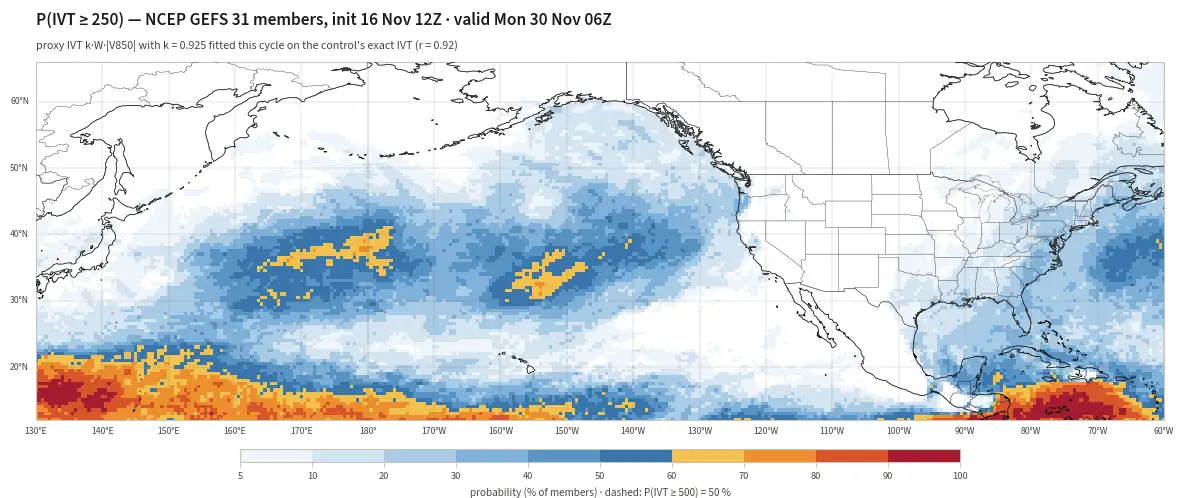 P(IVT ≥ 250) — NCEP GEFS 31 members, init 16 Nov 12Z · valid Mon 30 Nov 06Z
proxy IVT k·W·|V850| with k = 0.925 fitted this cycle on the control's exact IVT (r = 0.92)
60°N
50°N
40°N
30°N
20°N
130°E 140°E 150°E 160°E 170°E 180° 170°W 160°W 150°W 140°W 130°W 120°W 110°W 100°W 90°W 80°W 70°W 60°W
5 10 20 30 40 50 60 70 80 90 100
probability (% of members) · dashed: P(IVT ≥ 500) = 50 %